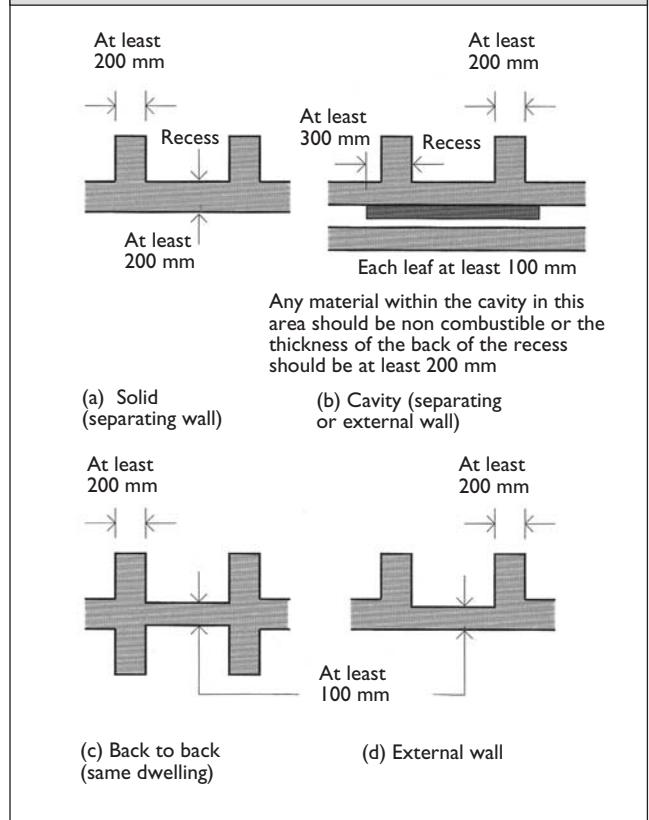 At least
200 mm
At least
200 mm
At least
300 mm
Recess
Recess
At least
200 mm
Each leaf at least 100 mm
Any material within the cavity in this
area should be non combustible or the
thickness of the back of the recess
should be at least 200 mm
(a) Solid
(separating wall)
(b) Cavity (separating
or external wall)
At least
200 mm
At least
200 mm
At least
100 mm
(c) Back to back
(same dwelling)
(d) External wall